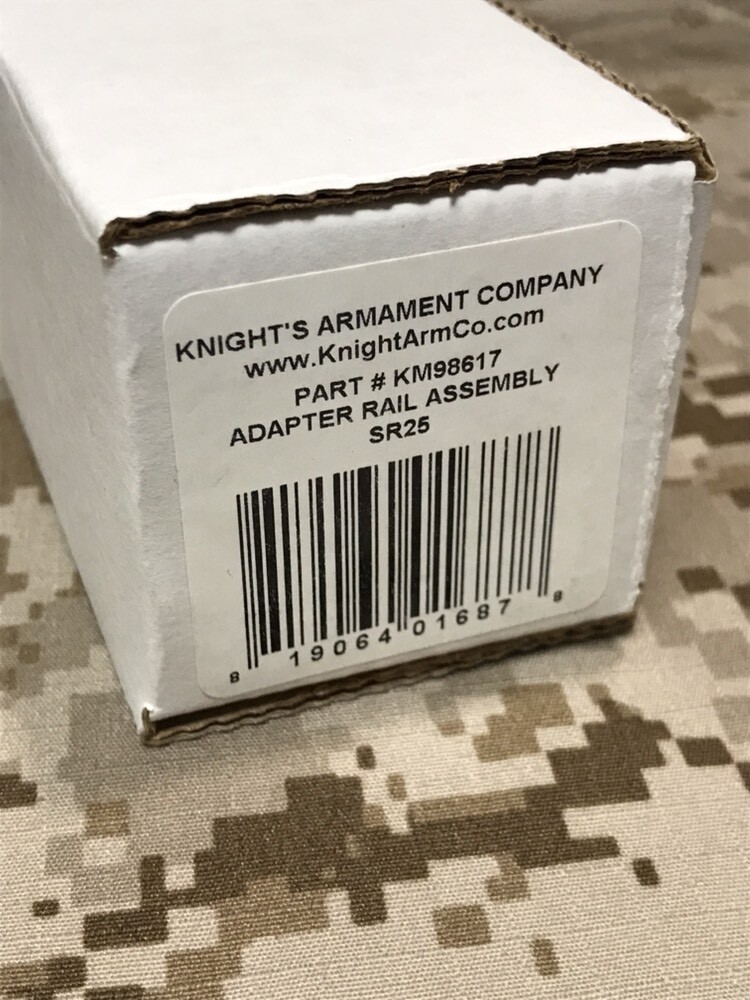 KNIGHT'S ARMAMENT COMPANY
www.KnightArmCo.com
PART # KM98617
ADAPTER RAIL ASSEMBLY
SR25
8 19064 01687 8